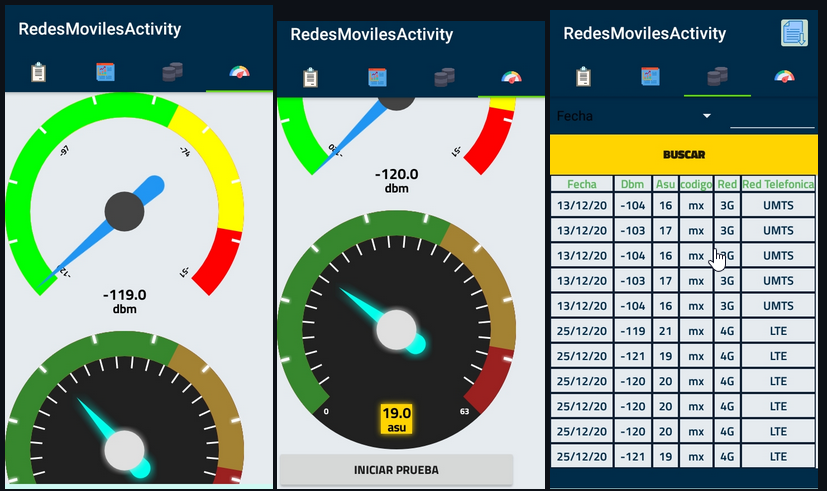 RedesMovilesActivity
-97
-74
-51
-119.0
dbm
RedesMovilesActivity
-51
-120.0
dbm
0
63
19.0
asu
INICIAR PRUEBA
RedesMovilesActivity
Fecha
BUSCAR
Fecha Dbm Asu codigo Red Red Telefonica
13/12/20 -104 16 mx 3G UMTS
13/12/20 -103 17 mx 3G UMTS
13/12/20 -104 16 mx 3G UMTS
13/12/20 -103 17 mx 3G UMTS
13/12/20 -104 16 mx 3G UMTS
25/12/20 -119 21 mx 4G LTE
25/12/20 -121 19 mx 4G LTE
25/12/20 -120 20 mx 4G LTE
25/12/20 -120 20 mx 4G LTE
25/12/20 -120 20 mx 4G LTE
25/12/20 -121 19 mx 4G LTE